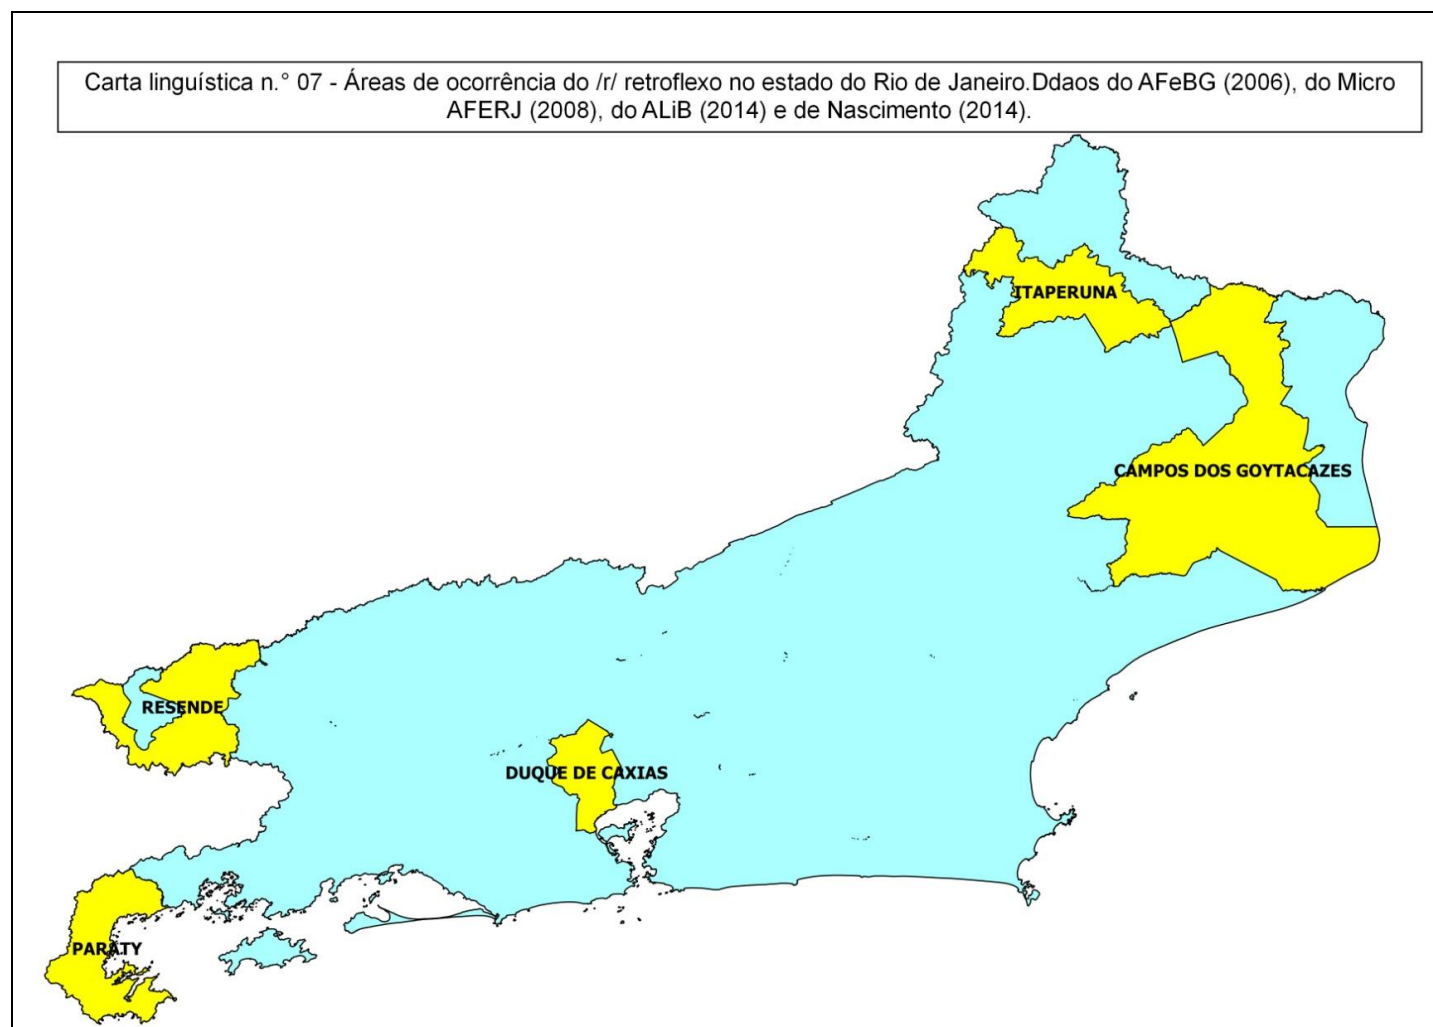 Carta linguística n.° 07 - Áreas de ocorrência do /r/ retroflexo no estado do Rio de Janeiro.Ddaos do AFeBG (2006), do Micro
AFERJ (2008), do ALiB (2014) e de Nascimento (2014).
ITAPERUNA
CAMPOS DOS GOYTACAZES
RESENDE
DUQUE DE CAXIAS
PARATY